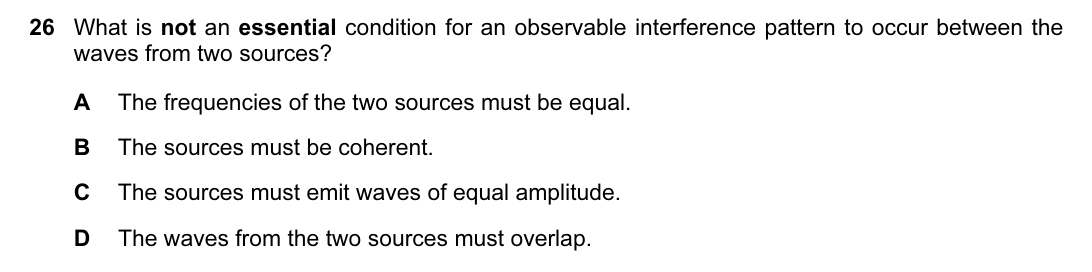 26 What is not an essential condition for an observable interference pattern to occur between the
waves from two sources?
A The frequencies of the two sources must be equal.
B The sources must be coherent.
C The sources must emit waves of equal amplitude.
D The waves from the two sources must overlap.